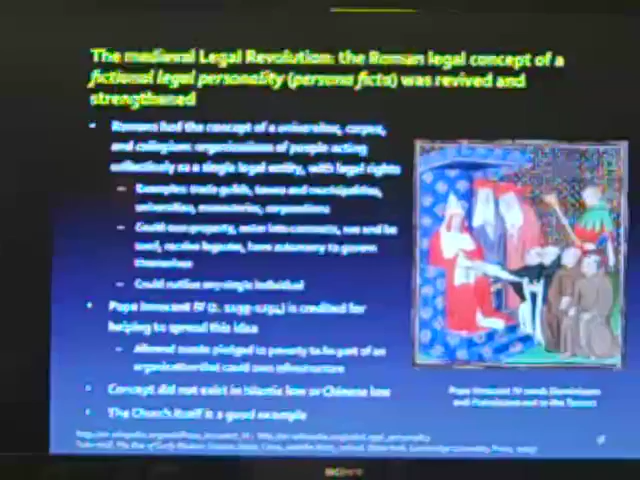 The medieval Legal Revolution: the Roman legal concept of a
fictional legal personality (persona ficta) was revived and
strengthened
• Romans had the concept of a universitas, corpus,
and collegium: organizations of people acting
collectively as a single legal entity, with legal rights
– Examples: trade guilds, towns and municipalities,
universities, monasteries, corporations
– Could own property, enter into contracts, sue and be
sued, receive legacies, have autonomy to govern
themselves
– Could outlive any single individual
• Pope Innocent IV (c. 1195-1254) is credited for
helping to spread this idea
– Allowed monks pledged to poverty to be part of an
organization that could own infrastructure
• Concept did not exist in Islamic law or Chinese law
• The Church itself is a good example
Pope Innocent IV sends Dominicans
and Franciscans out to the Tartars